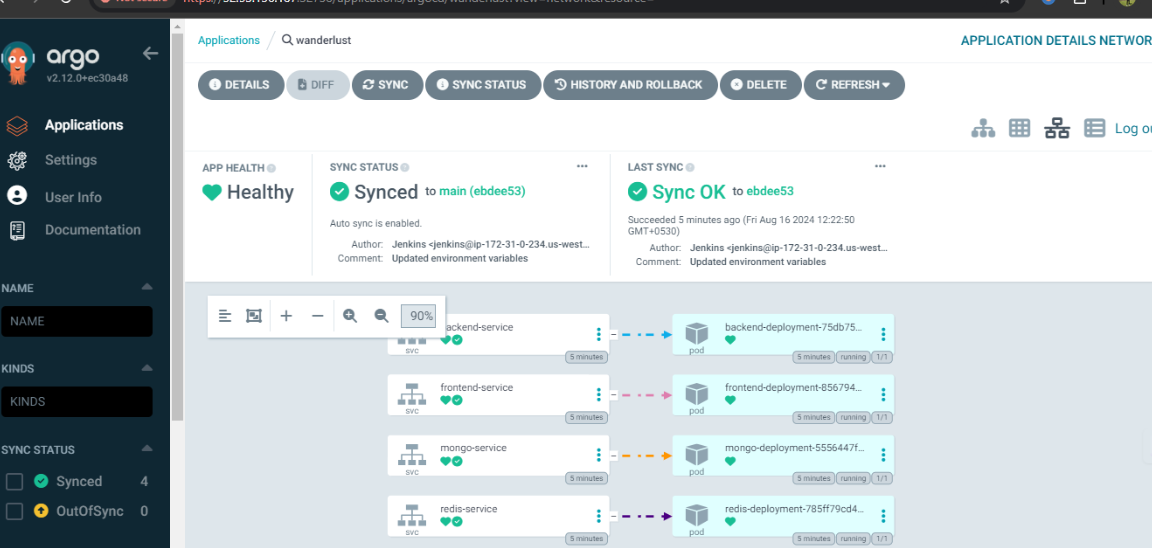 Applications / wanderlust
APPLICATION DETAILS NETWOR
argo
v2.12.0+ec30a48
DETAILS
DIFF
SYNC
SYNC STATUS
HISTORY AND ROLLBACK
DELETE
REFRESH
Log ou
Applications
Settings
User Info
Documentation
NAME
NAME
KINDS
KINDS
SYNC STATUS
Synced 4
OutOfSync 0
APP HEALTH
Healthy
SYNC STATUS
Synced to main (ebdee53)
Auto sync is enabled.
Author: Jenkins <jenkins@ip-172-31-0-234.us-west...
Comment: Updated environment variables
LAST SYNC
Sync OK to ebdee53
Succeeded 5 minutes ago (Fri Aug 16 2024 12:22:50
GMT+0530)
Author: Jenkins <jenkins@ip-172-31-0-234.us-west...
Comment: Updated environment variables
90%
ackend-service
svc
5 minutes
backend-deployment-75db75...
pod
5 minutes running 1/1
frontend-service
svc
5 minutes
frontend-deployment-856794...
pod
5 minutes running 1/1
mongo-service
svc
5 minutes
mongo-deployment-5556447f...
pod
5 minutes running 1/1
redis-service
svc
5 minutes
redis-deployment-785ff79cd4...
pod
5 minutes running 1/1